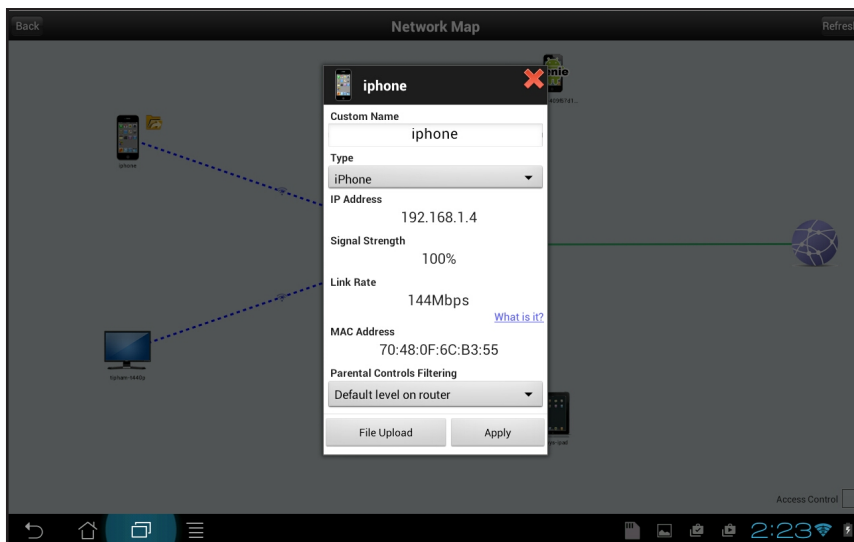 Back
Network Map
Refresh
iphone
Custom Name
iphone
Type
iPhone
IP Address
192.168.1.4
Signal Strength
100%
Link Rate
144Mbps
What is it?
MAC Address
70:48:0F:6C:B3:55
Parental Controls Filtering
Default level on router
File Upload
Apply
iphone
Access Control
2:23